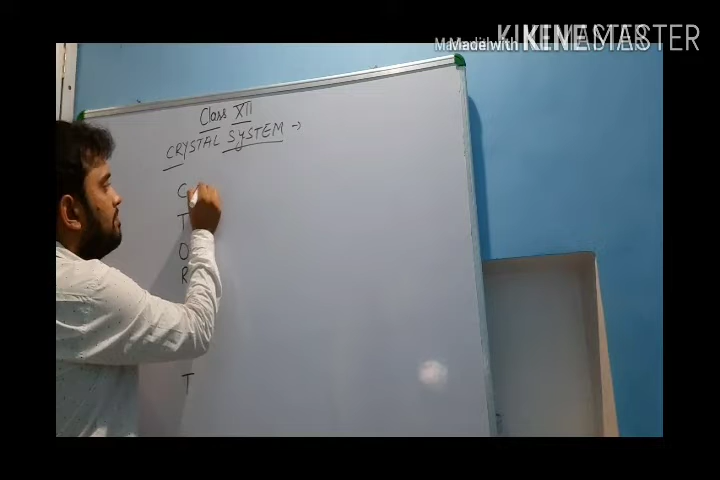 Made with KINEMASTER
Class XII
CRYSTAL SYSTEM →
C
T
O
R
T